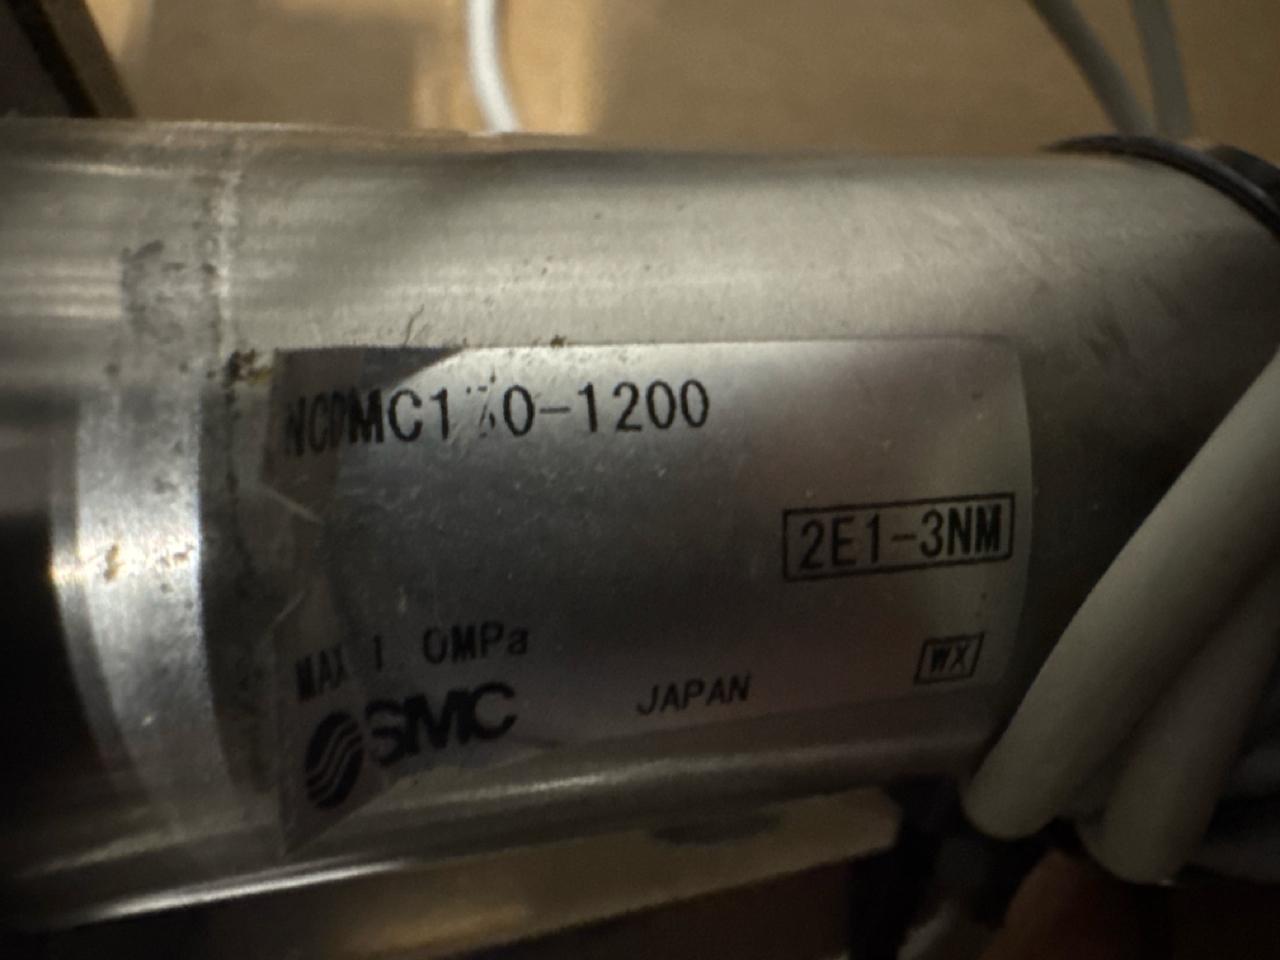 MAX 1.0MPa
2E1-3NM
SMC
JAPAN
WX